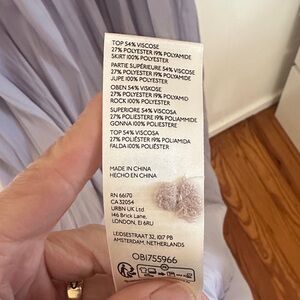 TOP 54% VISCOSE
27% POLYESTER 19% POLYAMIDE
SKIRT 100% POLYESTER
PARTIE SUPÉRIEURE 54% VISCOSE
27% POLYESTER 19% POLYAMIDE
JUPE 100% POLYESTER
OBEN 54% VISKOSE
27% POLYESTER 19% POLYAMID
ROCK 100% POLYESTER
SUPERIORE 54% VISCOSA
27% POLIESTERE 19% POLIAMMIDE
GONNA 100% POLIESTERE
TOP 54% VISCOSA
27% POLIÉSTER 19% POLIAMIDA
FALDA 100% POLIÉSTER
MADE IN CHINA
HECHO EN CHINA
RN 66170
CA 32054
URBN UK Ltd
146 Brick Lane,
LONDON, E1 6RU
LEIDSESTRAAT 32, 1017 PB
AMSTERDAM, NETHERLANDS
OB1755966